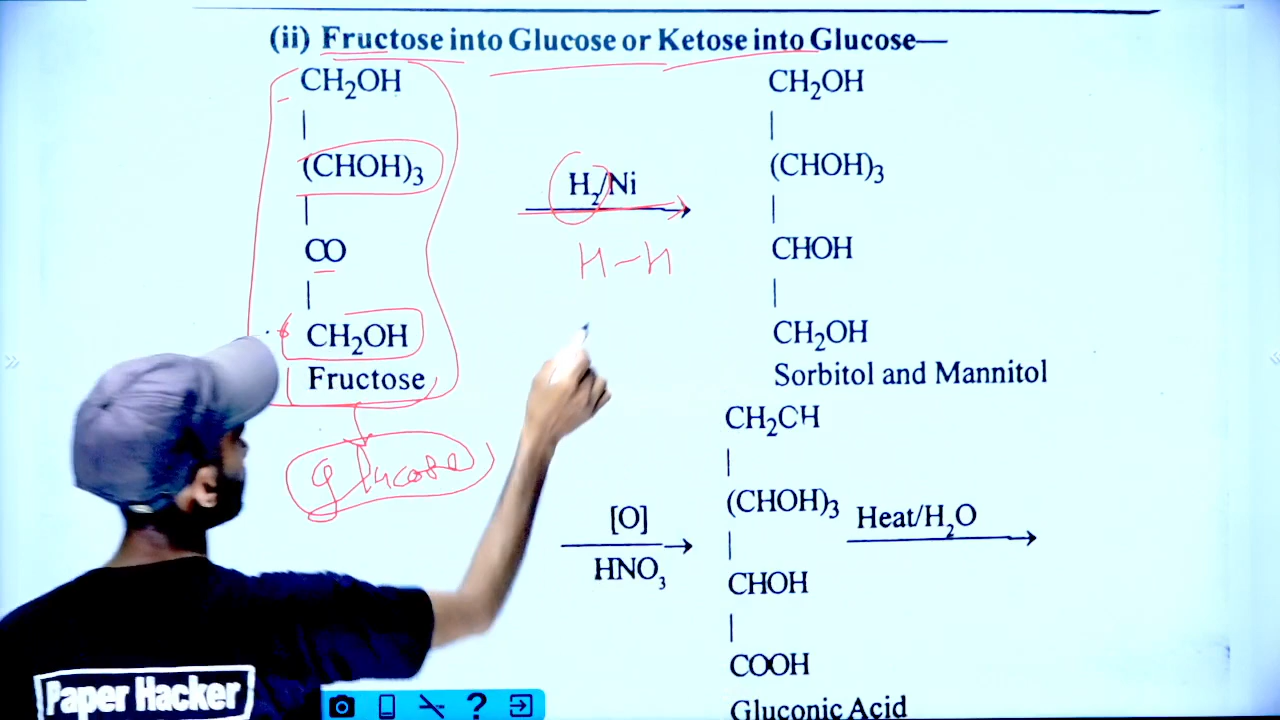 (ii) Fructose into Glucose or Ketose into Glucose—
CH₂OH
|
(CHOH)₃
|
CO
|
CH₂OH
Fructose
glucose
H₂/Ni
H-H
CH₂OH
|
(CHOH)₃
|
CHOH
|
CH₂OH
Sorbitol and Mannitol
[O]
HNO₃
CH₂CH
|
(CHOH)₃
|
CHOH
|
COOH
Gluconic Acid
Heat/H₂O
Paper Hacker
?